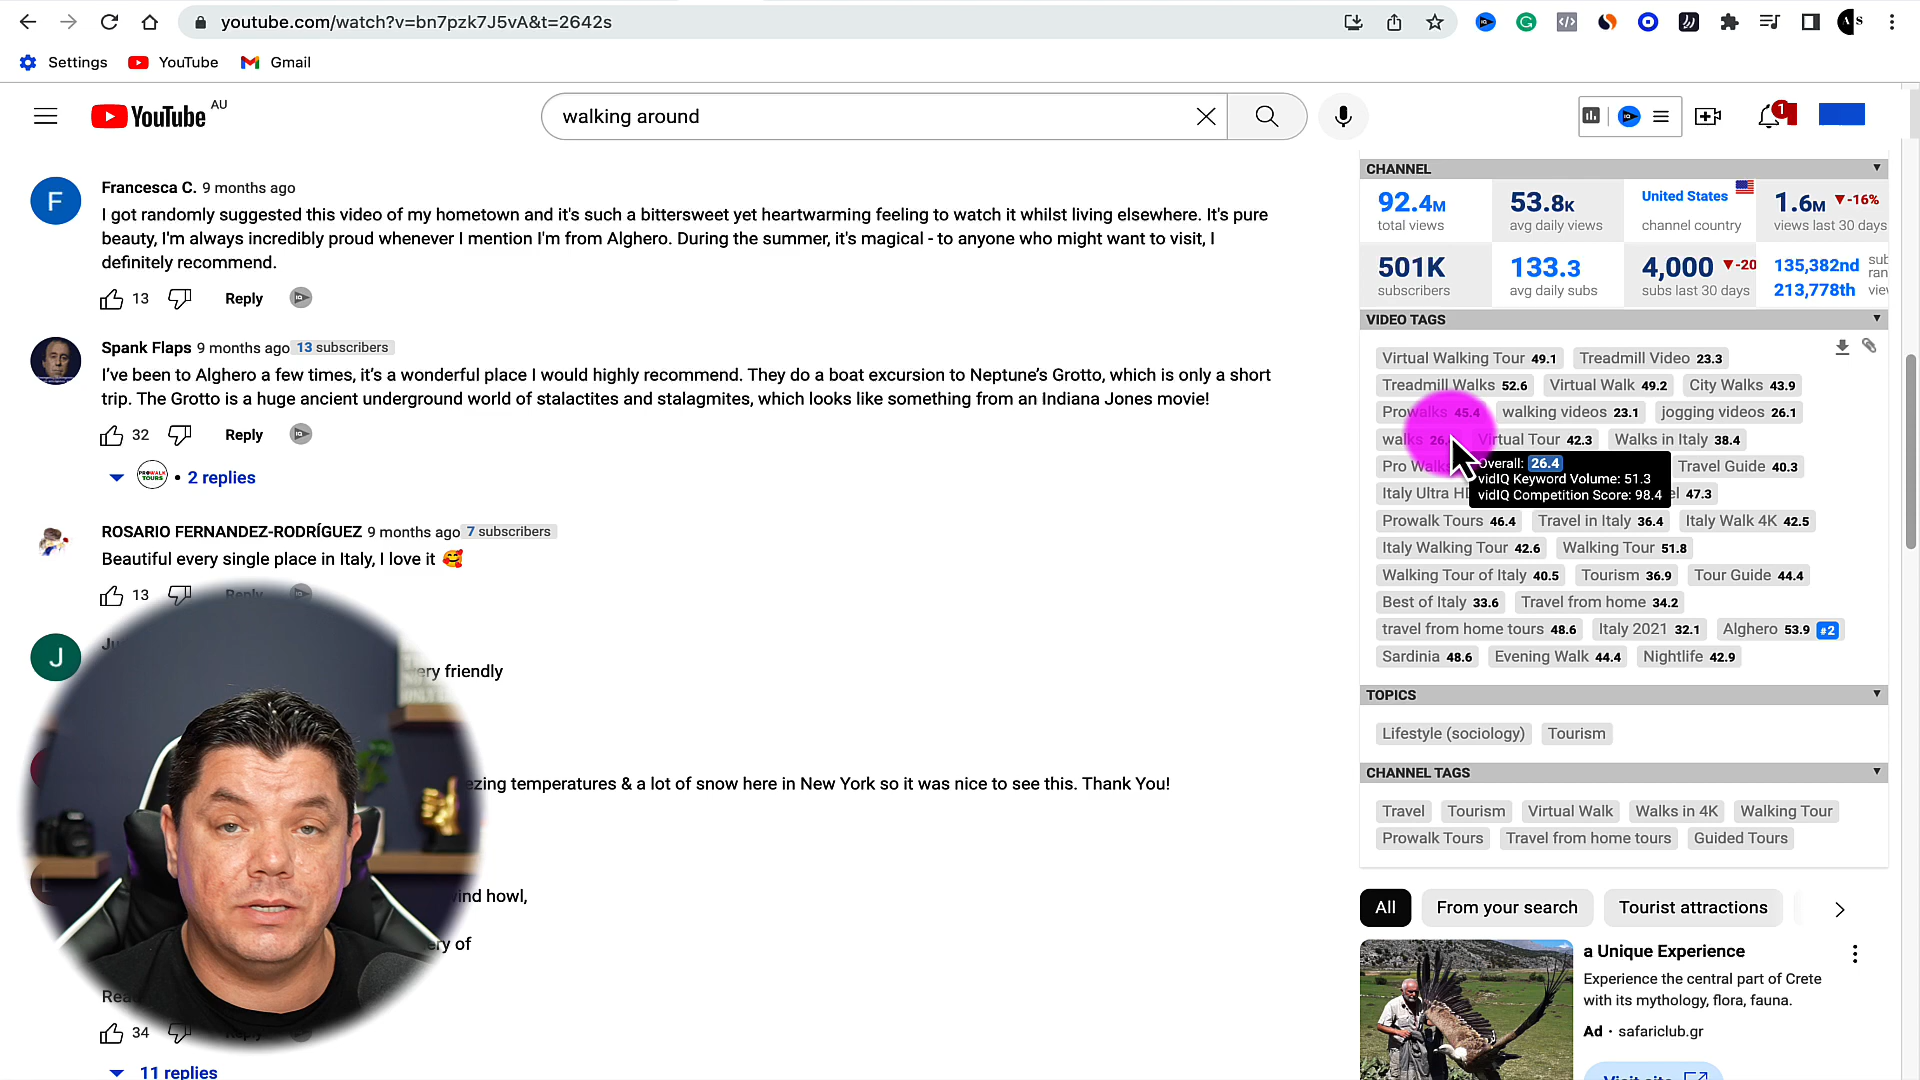 youtube.com/watch?v=bn7pzk7J5vA&t=2642s
Settings YouTube Gmail
YouTube AU
walking around
1
Francesca C. 9 months ago
I got randomly suggested this video of my hometown and it's such a bittersweet yet heartwarming feeling to watch it whilst living elsewhere. It's pure
beauty, I'm always incredibly proud whenever I mention I'm from Alghero. During the summer, it's magical - to anyone who might want to visit, I
definitely recommend.
13 Reply
Spank Flaps 9 months ago 13 subscribers
I've been to Alghero a few times, it's a wonderful place I would highly recommend. They do a boat excursion to Neptune's Grotto, which is only a short
trip. The Grotto is a huge ancient underground world of stalactites and stalagmites, which looks like something from an Indiana Jones movie!
32 Reply
PROWALK TOURS • 2 replies
ROSARIO FERNANDEZ-RODRÍGUEZ 9 months ago 7 subscribers
Beautiful every single place in Italy, I love it 🥰
13 Reply
J
ery friendly
ezing temperatures & a lot of snow here in New York so it was nice to see this. Thank You!
vind howl,
ery of
34
11 replies
CHANNEL
92.4M 53.8K United States 1.6M ▼-16%
total views avg daily views channel country views last 30 days
501K 133.3 4,000 ▼-20 135,382nd sub ran
subscribers avg daily subs subs last 30 days 213,778th
VIDEO TAGS
Virtual Walking Tour 49.1 Treadmill Video 23.3
Treadmill Walks 52.6 Virtual Walk 49.2 City Walks 43.9
Prowalks 45.4 walking videos 23.1 jogging videos 26.1
walks 26. Virtual Tour 42.3 Walks in Italy 38.4
Pro Walks Travel Guide 40.3
Overall: 26.4
vidIQ Keyword Volume: 51.3
vidIQ Competition Score: 98.4
Italy Ultra HD el 47.3
Prowalk Tours 46.4 Travel in Italy 36.4 Italy Walk 4K 42.5
Italy Walking Tour 42.6 Walking Tour 51.8
Walking Tour of Italy 40.5 Tourism 36.9 Tour Guide 44.4
Best of Italy 33.6 Travel from home 34.2
travel from home tours 48.6 Italy 2021 32.1 Alghero 53.9 #2
Sardinia 48.6 Evening Walk 44.4 Nightlife 42.9
TOPICS
Lifestyle (sociology) Tourism
CHANNEL TAGS
Travel Tourism Virtual Walk Walks in 4K Walking Tour
Prowalk Tours Travel from home tours Guided Tours
All From your search Tourist attractions
a Unique Experience
Experience the central part of Crete
with its mythology, flora, fauna.
Ad · safariclub.gr
Visit site